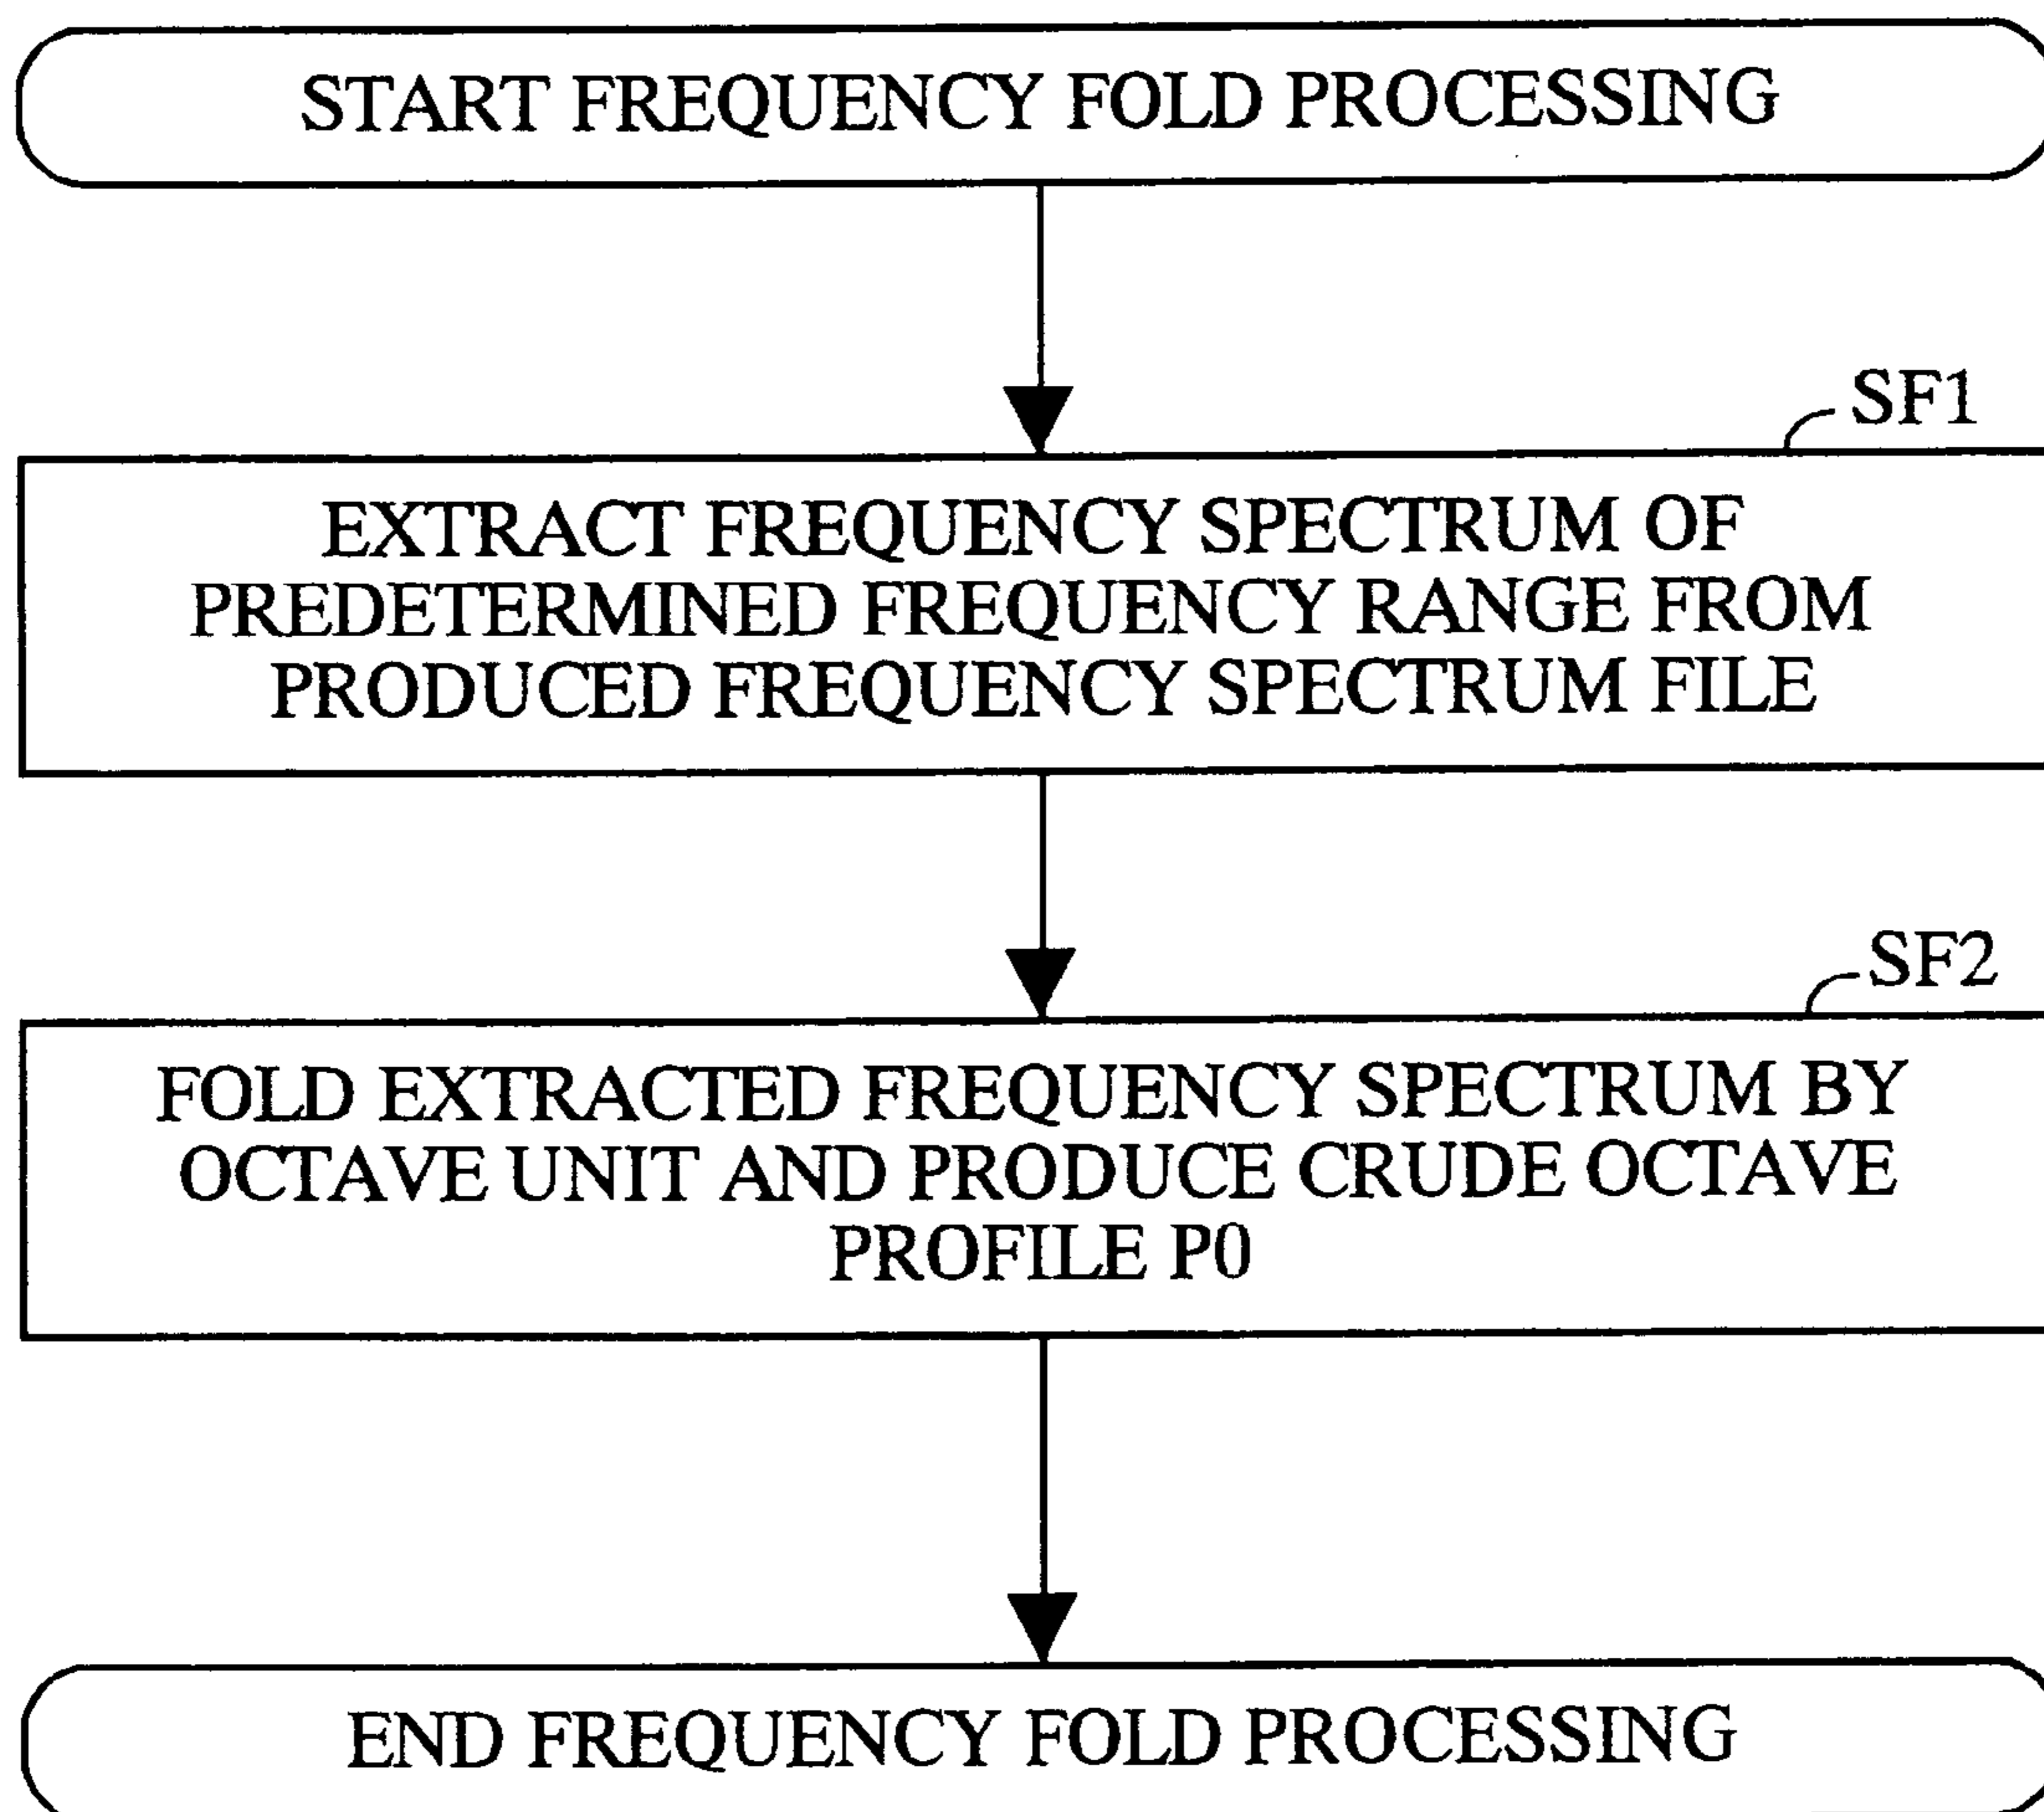 START FREQUENCY FOLD PROCESSING
SF1
EXTRACT FREQUENCY SPECTRUM OF
PREDETERMINED FREQUENCY RANGE FROM
PRODUCED FREQUENCY SPECTRUM FILE
SF2
FOLD EXTRACTED FREQUENCY SPECTRUM BY
OCTAVE UNIT AND PRODUCE CRUDE OCTAVE
PROFILE P0
END FREQUENCY FOLD PROCESSING